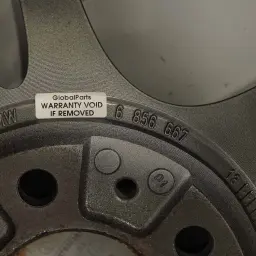 GlobalParts
WARRANTY VOID
IF REMOVED
6 856 667